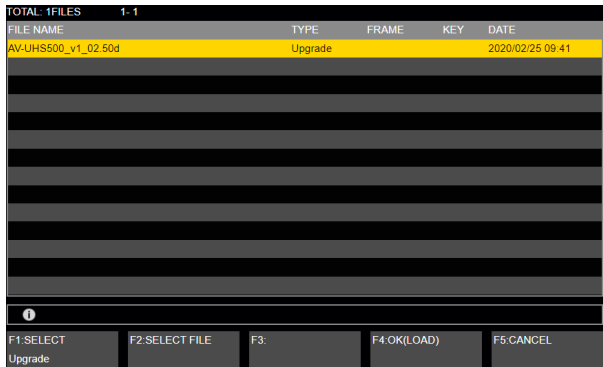 TOTAL: 1FILES 1- 1
FILE NAME TYPE FRAME KEY DATE
AV-UHS500_v1_02.50d Upgrade 2020/02/25 09:41
F1:SELECT F2:SELECT FILE F3: F4:OK(LOAD) F5:CANCEL
Upgrade